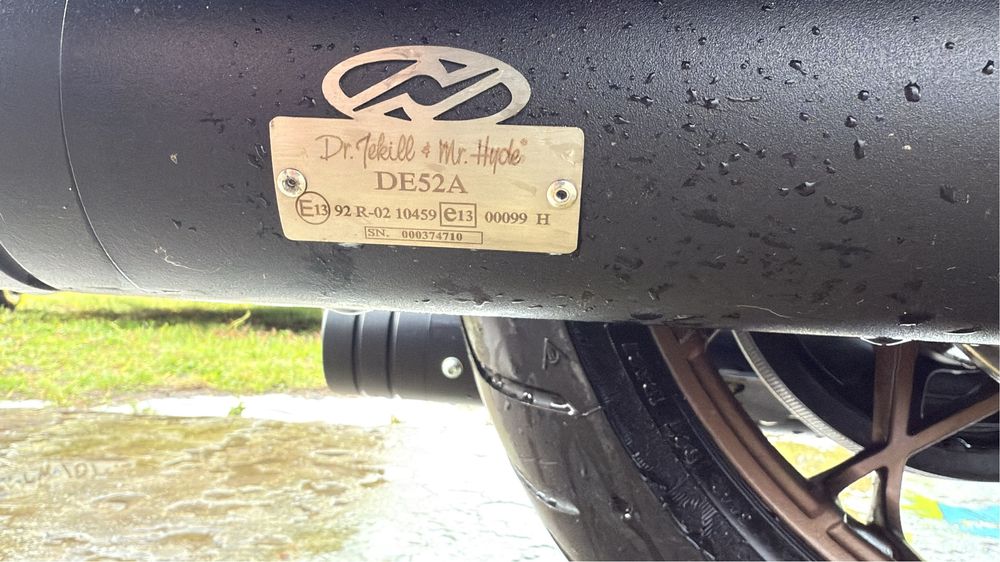 Dr. Jekill & Mr. Hyde®
DE52A
E13 92 R-02 10459 e13 00099 H
SN. 000374710